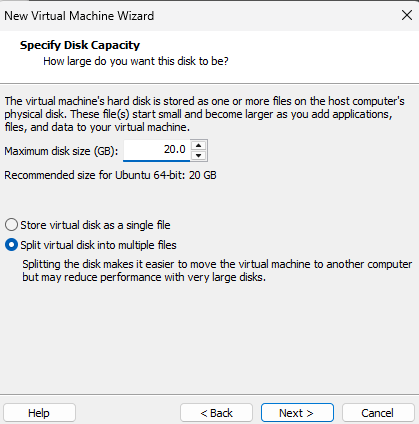 New Virtual Machine Wizard
Specify Disk Capacity
How large do you want this disk to be?
The virtual machine's hard disk is stored as one or more files on the host computer's
physical disk. These file(s) start small and become larger as you add applications,
files, and data to your virtual machine.
Maximum disk size (GB): 20.0
Recommended size for Ubuntu 64-bit: 20 GB
Store virtual disk as a single file
Split virtual disk into multiple files
Splitting the disk makes it easier to move the virtual machine to another computer
but may reduce performance with very large disks.
Help < Back Next > Cancel